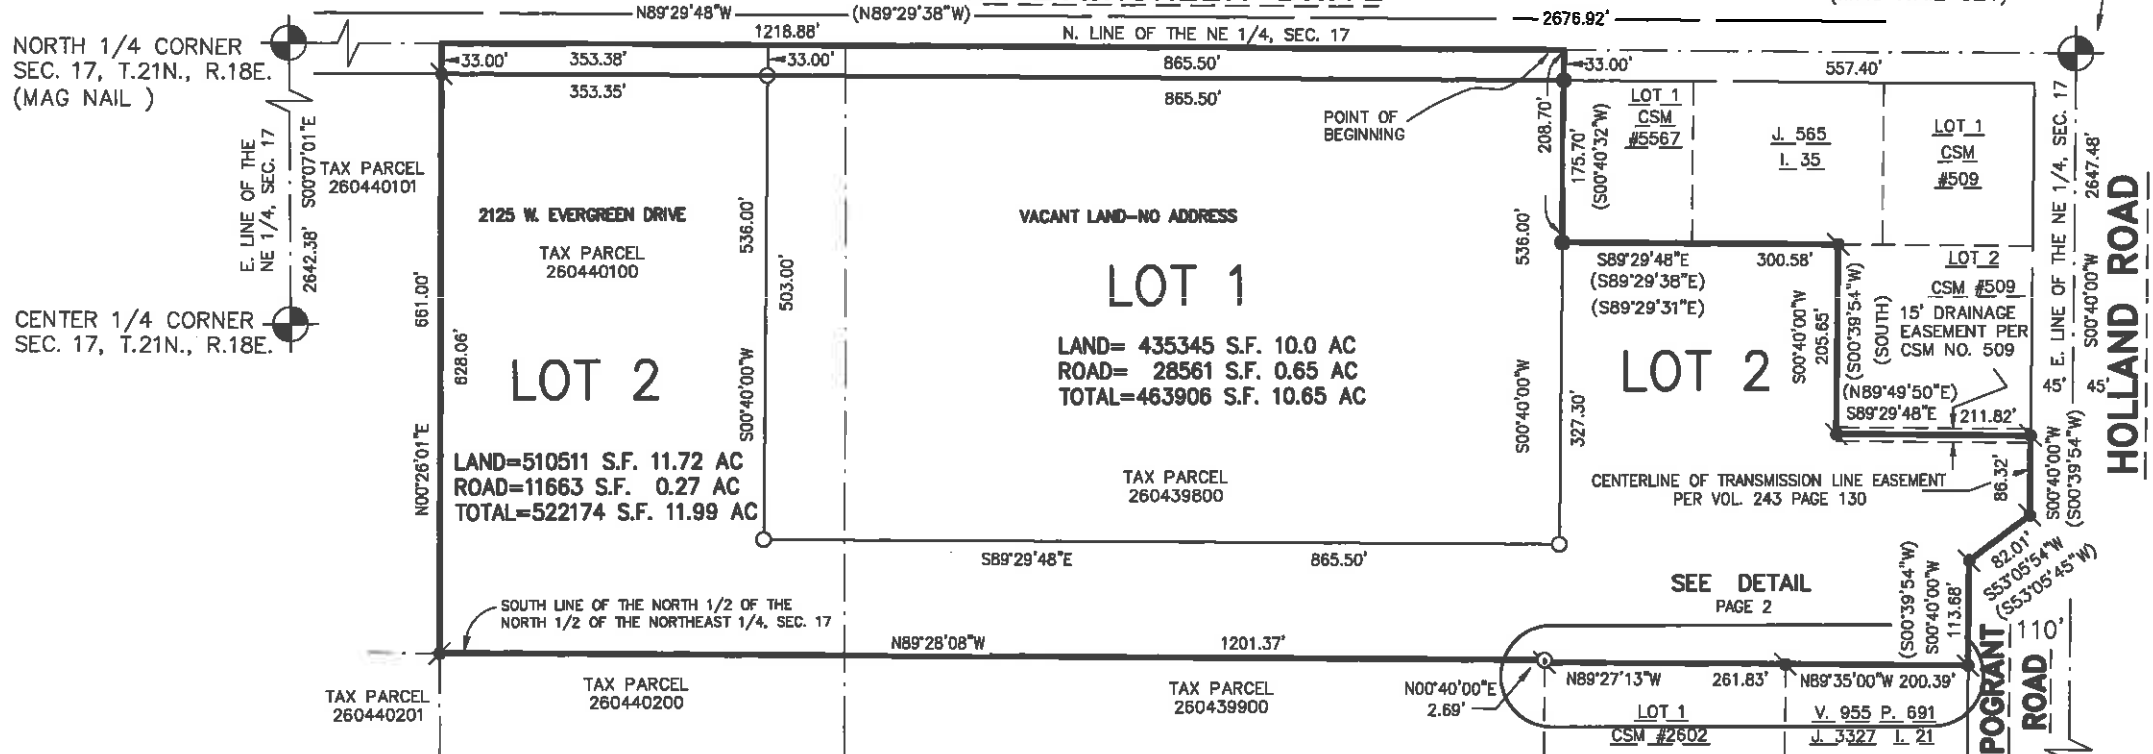 N89°29'48"W
(N89°29'38"W)
2676.92'
NORTH 1/4 CORNER
SEC. 17, T.21N., R.18E.
(MAG NAIL )
1218.88'
N. LINE OF THE NE 1/4, SEC. 17
33.00'
353.38'
33.00'
865.50'
33.00'
557.40'
353.35'
865.50'
POINT OF
BEGINNING
208.70'
175.70'
(S00°40'32"W)
LOT 1
CSM
#5567
J. 565
I. 35
LOT 1
CSM
#509
E. LINE OF THE NE 1/4, SEC. 17
2647.48'
S00°40'00"W
HOLLAND ROAD
E. LINE OF THE
NE 1/4, SEC. 17
2642.38' S00°07'01"E
TAX PARCEL
260440101
2125 W. EVERGREEN DRIVE
TAX PARCEL
260440100
536.00'
503.00'
S00°40'00"W
VACANT LAND-NO ADDRESS
LOT 1
LAND= 435345 S.F. 10.0 AC
ROAD= 28561 S.F. 0.65 AC
TOTAL=463906 S.F. 10.65 AC
TAX PARCEL
260439800
536.00'
S00°40'00"W
327.30'
S89°29'48"E
300.58'
(S89°29'38"E)
(S89°29'31"E)
LOT 2
S00°40'00"W
205.65'
(S00°39'54"W)
(SOUTH)
LOT 2
CSM #509
15' DRAINAGE
EASEMENT PER
CSM NO. 509
45'
45'
(N89°49'50"E)
S89°29'48"E
211.82'
CENTERLINE OF TRANSMISSION LINE EASEMENT
PER VOL. 243 PAGE 130
86.32'
S00°40'00"W
(S00°39'54"W)
CENTER 1/4 CORNER
SEC. 17, T.21N., R.18E.
661.00'
628.06'
N00°26'01"E
LOT 2
LAND=510511 S.F. 11.72 AC
ROAD=11663 S.F. 0.27 AC
TOTAL=522174 S.F. 11.99 AC
S89°29'48"E
865.50'
82.01'
S53°05'54"W
(S53°05'45"W)
SEE DETAIL
PAGE 2
(S00°39'54"W)
S00°40'00"W
113.68'
110'
POGRANT
ROAD
SOUTH LINE OF THE NORTH 1/2 OF THE
NORTH 1/2 OF THE NORTHEAST 1/4, SEC. 17
N89°28'08"W
1201.37'
N89°27'13"W
261.83'
N89°35'00"W 200.39'
N00°40'00"E
2.69'
TAX PARCEL
260440201
TAX PARCEL
260440200
TAX PARCEL
260439900
LOT 1
CSM #2602
V. 955 P. 691
J. 3327 I. 21